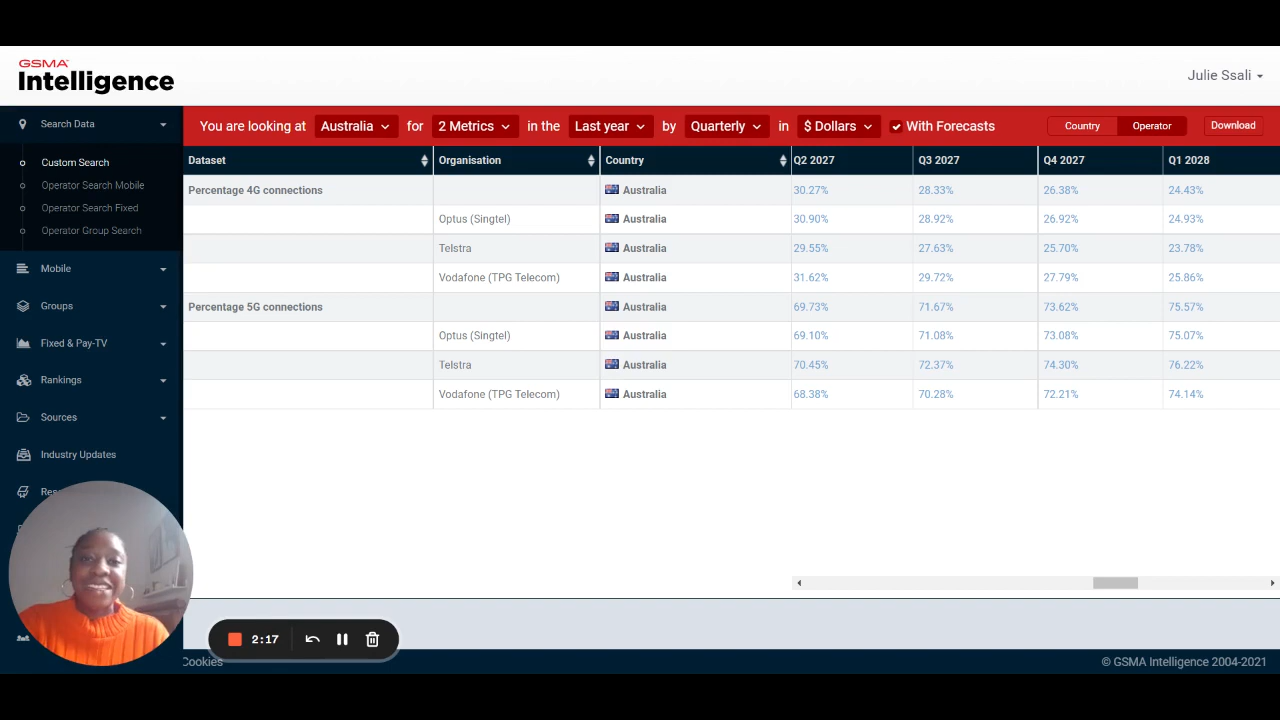 GSMA
Intelligence
Julie Ssali
Search Data
You are looking at Australia for 2 Metrics in the Last year by Quarterly in $ Dollars With Forecasts Country Operator Download
Custom Search
Operator Search Mobile
Operator Search Fixed
Operator Group Search
Mobile
Groups
Fixed & Pay-TV
Rankings
Sources
Industry Updates
Dataset Organisation Country Q2 2027 Q3 2027 Q4 2027 Q1 2028
Percentage 4G connections Australia 30.27% 28.33% 26.38% 24.43%
Optus (Singtel) Australia 30.90% 28.92% 26.92% 24.93%
Telstra Australia 29.55% 27.63% 25.70% 23.78%
Vodafone (TPG Telecom) Australia 31.62% 29.72% 27.79% 25.86%
Percentage 5G connections Australia 69.73% 71.67% 73.62% 75.57%
Optus (Singtel) Australia 69.10% 71.08% 73.08% 75.07%
Telstra Australia 70.45% 72.37% 74.30% 76.22%
Vodafone (TPG Telecom) Australia 68.38% 70.28% 72.21% 74.14%
2:17
Cookies
© GSMA Intelligence 2004-2021